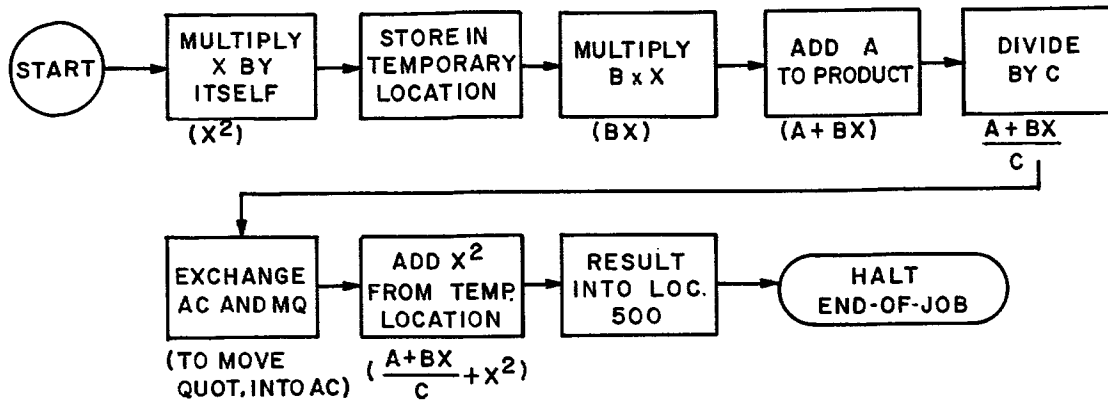 START
MULTIPLY
X BY
ITSELF
(X²)
STORE IN
TEMPORARY
LOCATION
MULTIPLY
B x X
(BX)
ADD A
TO PRODUCT
(A + BX)
DIVIDE
BY C
A + BX
C
EXCHANGE
AC AND MQ
(TO MOVE
QUOT, INTO AC)
ADD X²
FROM TEMP.
LOCATION
(A+BX
C
+X²)
RESULT
INTO LOC.
500
HALT
END-OF-JOB